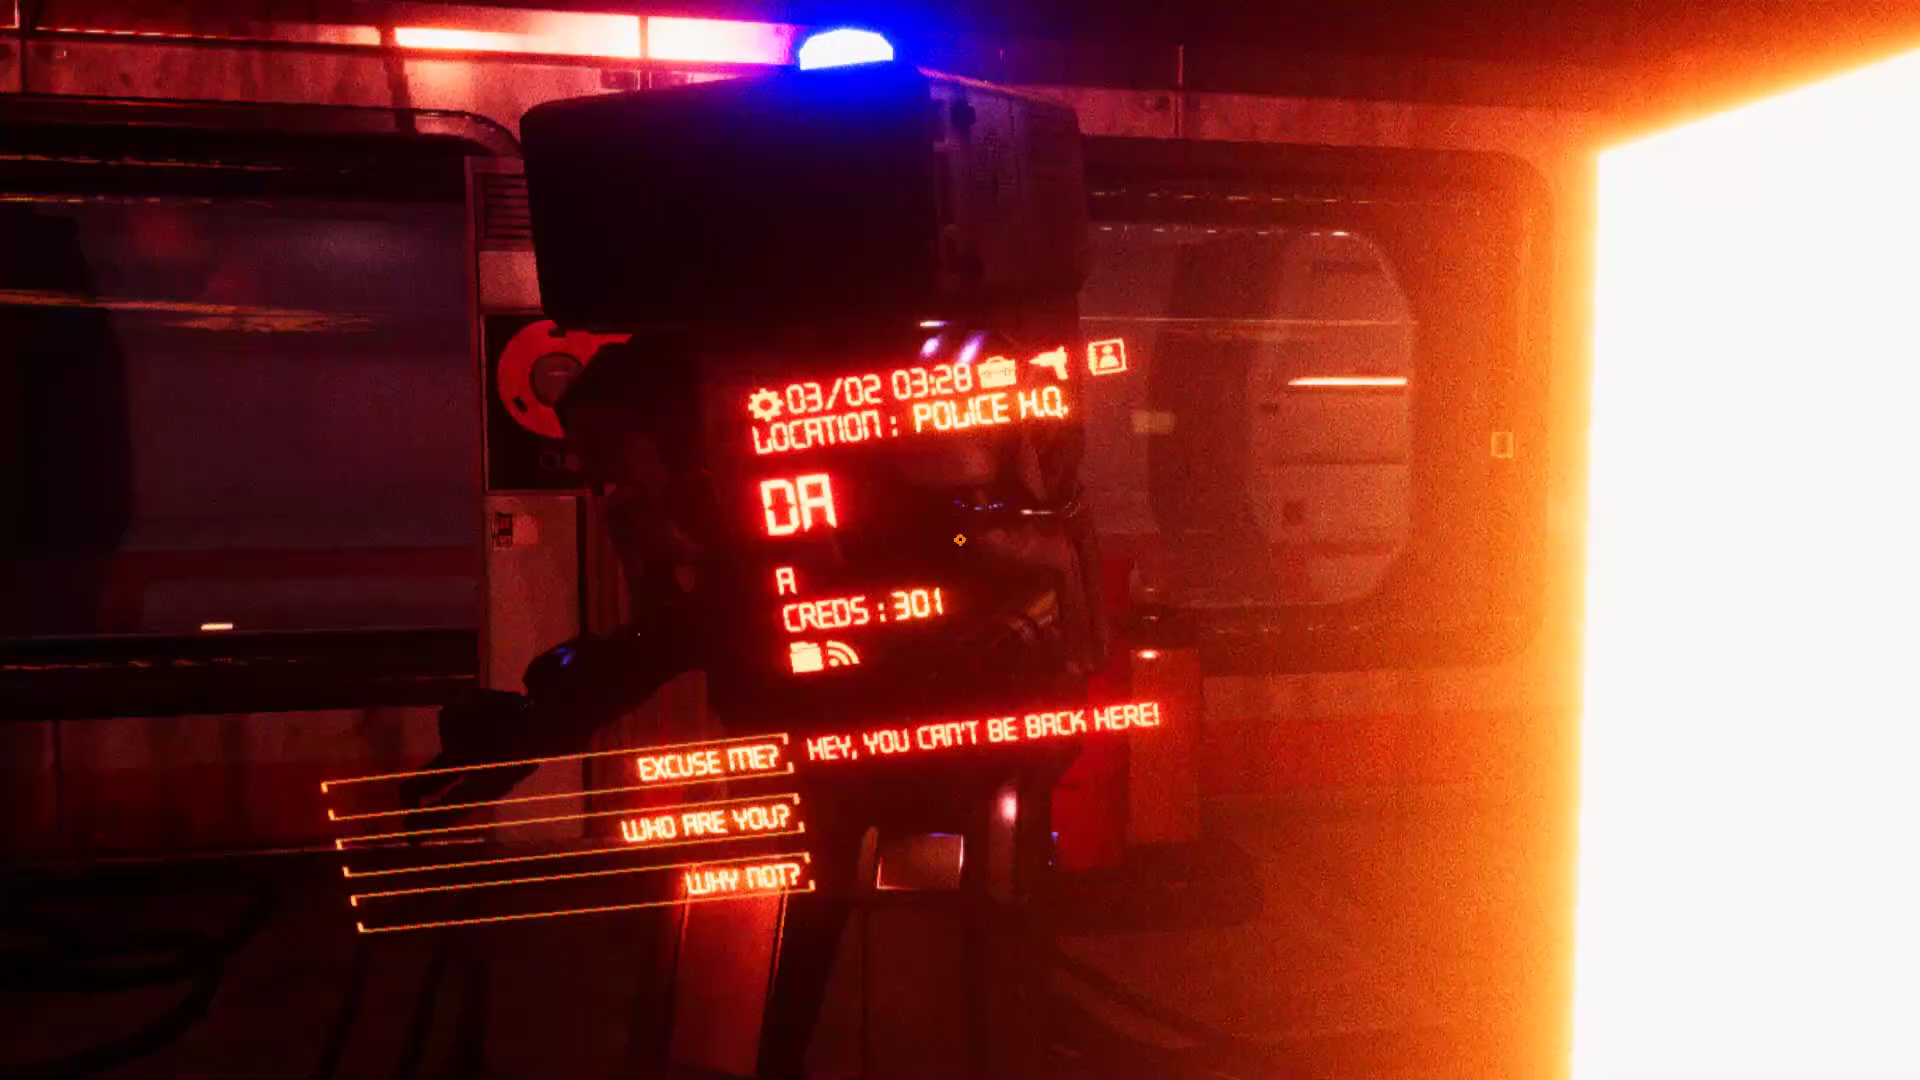 03/02 03:28
LOCATION : POLICE H.Q.
DA
A
CREDS : 301
HEY, YOU CAN'T BE BACK HERE!
EXCUSE ME?
WHO ARE YOU?
WHY NOT?